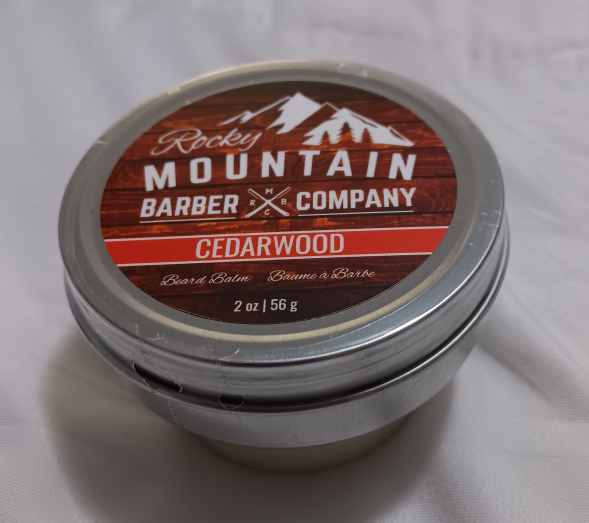 Rocky
MOUNTAIN
BARBER COMPANY
M
R B
C
CEDARWOOD
Beard Balm Baume à Barbe
2 oz | 56 g